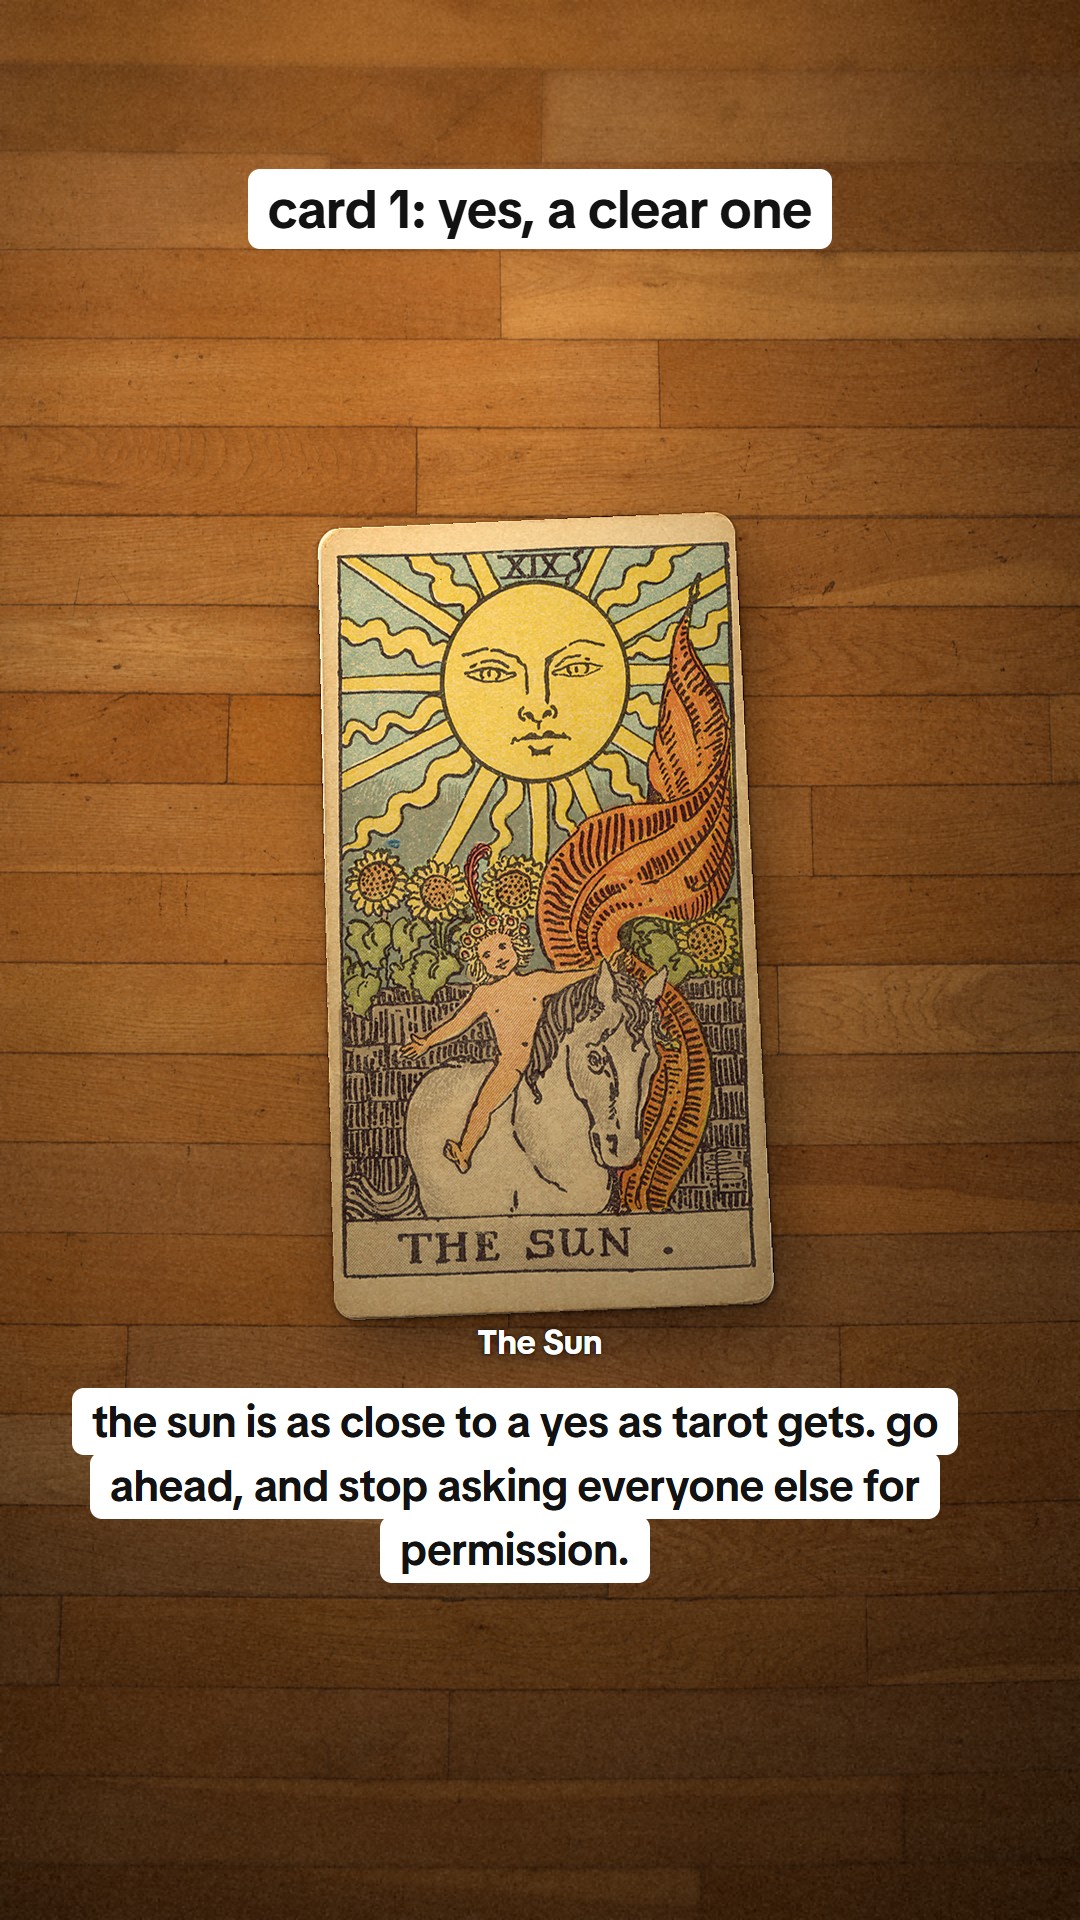 card 1: yes, a clear one
XIX
THE SUN .
The Sun
the sun is as close to a yes as tarot gets. go
ahead, and stop asking everyone else for
permission.